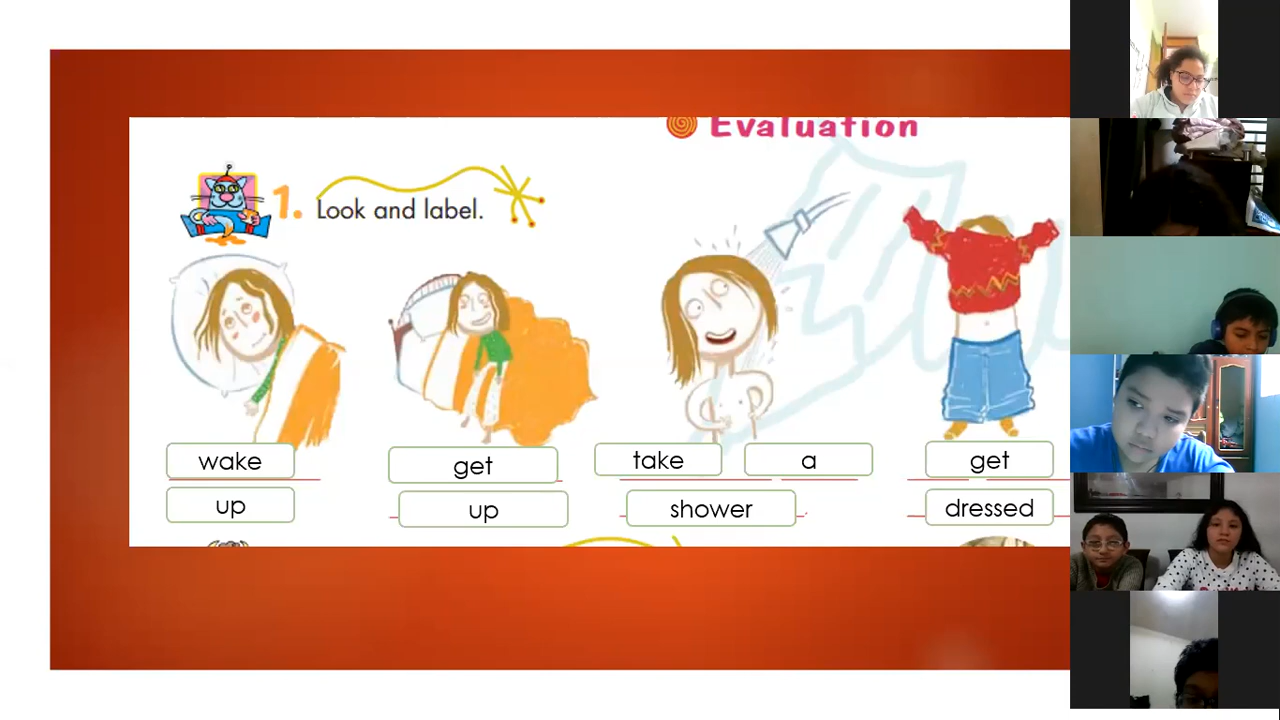 Evaluation
1. Look and label.
wake get take a get
up up shower dressed